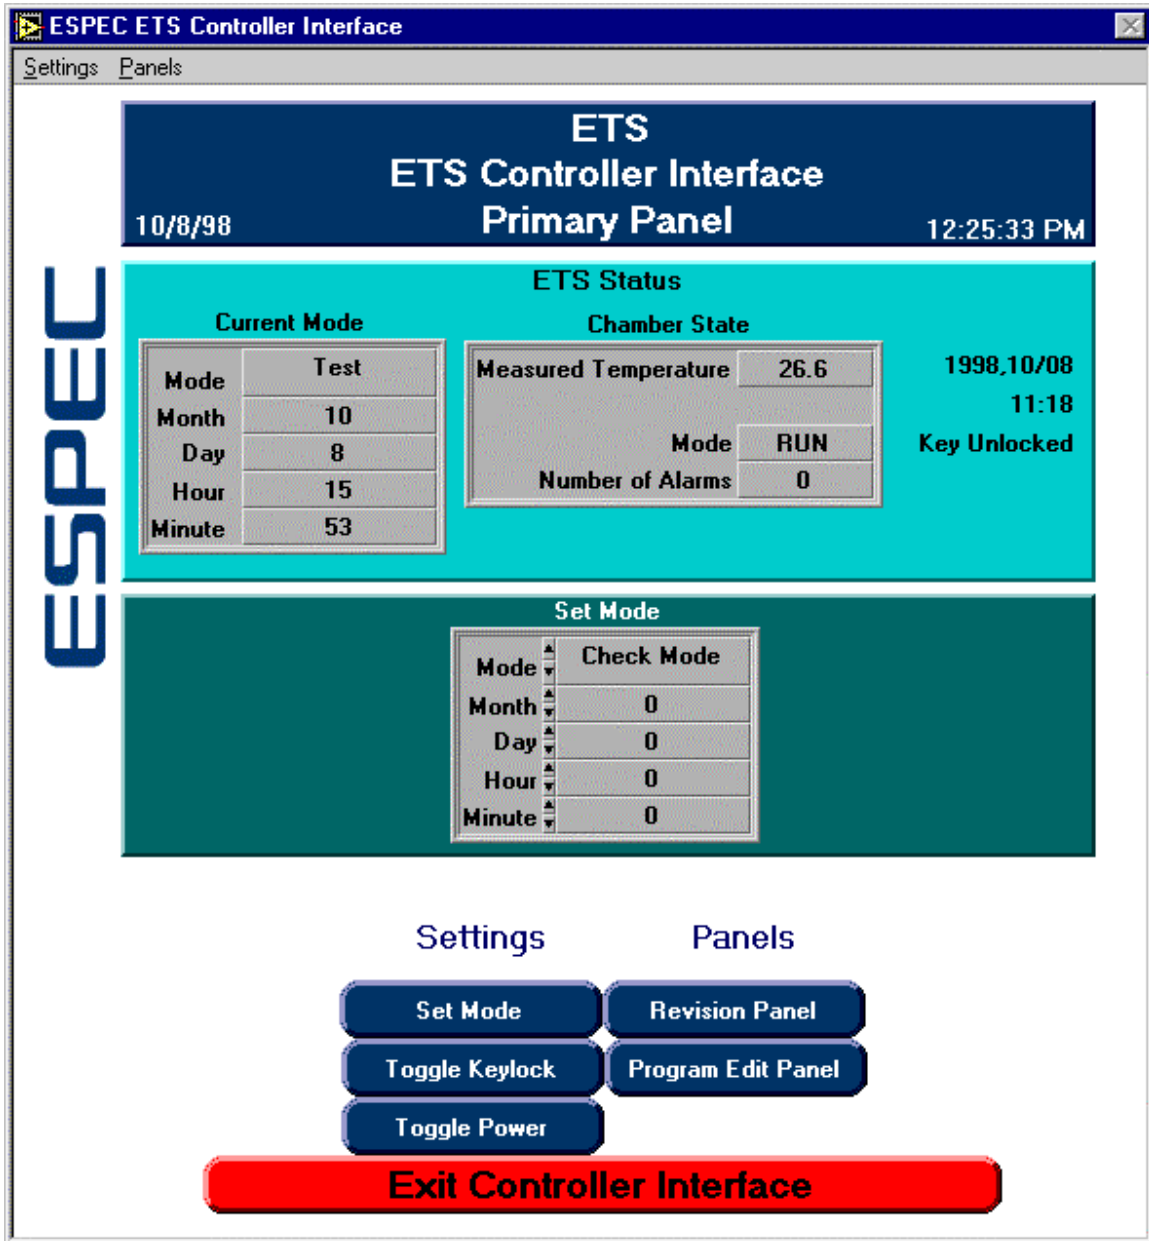 ESPEC ETS Controller Interface
Settings Panels
ETS
ETS Controller Interface
Primary Panel
10/8/98
12:25:33 PM
ESPEC
ETS Status
Current Mode
Mode Test
Month 10
Day 8
Hour 15
Minute 53
Chamber State
Measured Temperature 26.6
Mode RUN
Number of Alarms 0
1998,10/08
11:18
Key Unlocked
Set Mode
Mode Check Mode
Month 0
Day 0
Hour 0
Minute 0
Settings
Set Mode
Toggle Keylock
Toggle Power
Panels
Revision Panel
Program Edit Panel
Exit Controller Interface